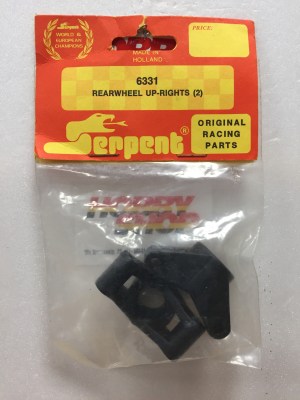 Serpent
WORLD &
EUROPEAN
CHAMPIONS
PRICE:
MADE IN
HOLLAND
6331
REARWHEEL UP-RIGHTS (2)
Serpent®
ORIGINAL
RACING
PARTS